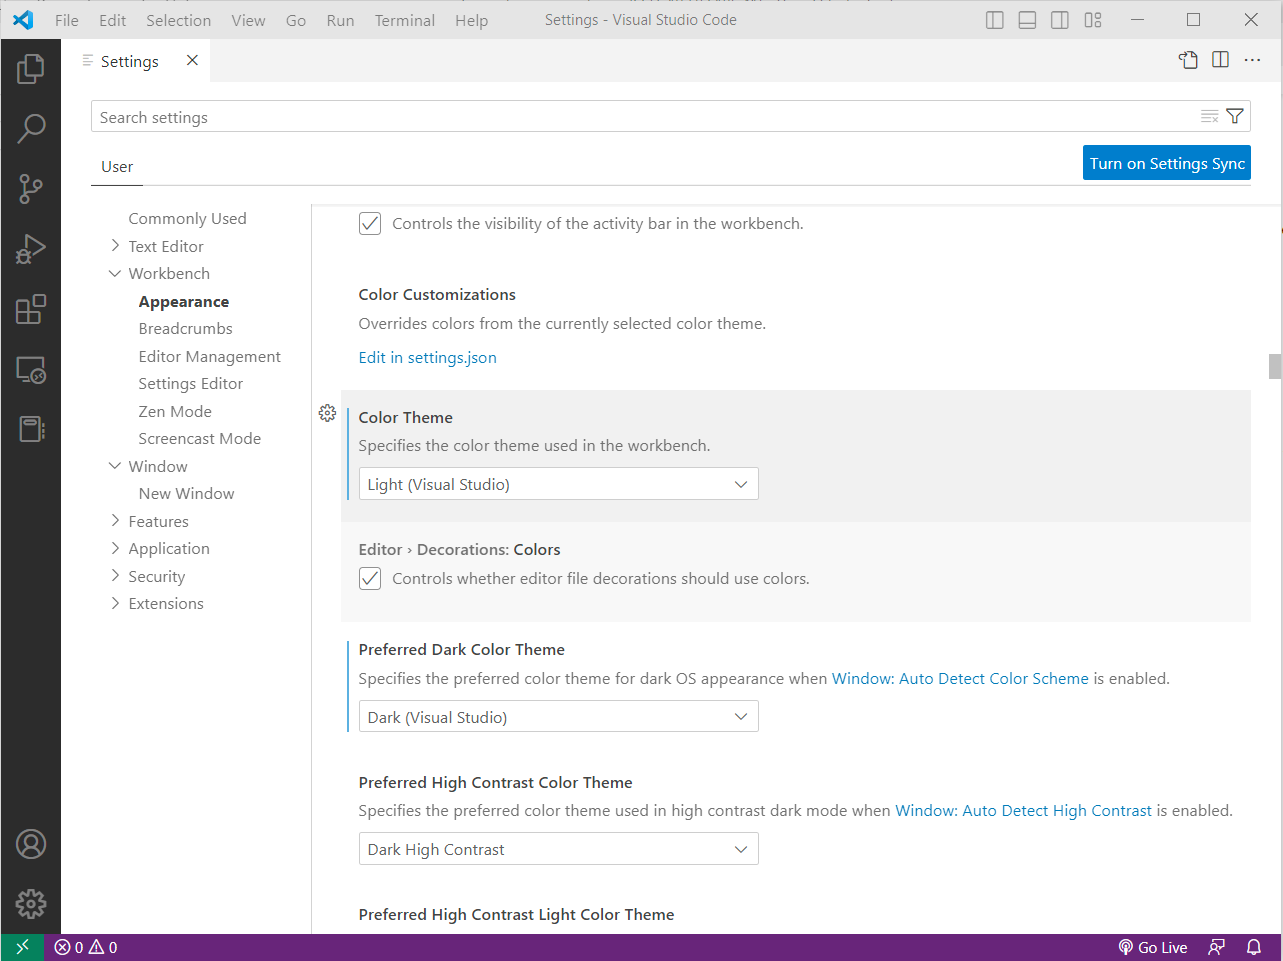 File Edit Selection View Go Run Terminal Help Settings - Visual Studio Code
Settings
Search settings
User
Turn on Settings Sync
Commonly Used
Text Editor
Workbench
Appearance
Breadcrumbs
Editor Management
Settings Editor
Zen Mode
Screencast Mode
Window
New Window
Features
Application
Security
Extensions
Controls the visibility of the activity bar in the workbench.
Color Customizations
Overrides colors from the currently selected color theme.
Edit in settings.json
Color Theme
Specifies the color theme used in the workbench.
Light (Visual Studio)
Editor › Decorations: Colors
Controls whether editor file decorations should use colors.
Preferred Dark Color Theme
Specifies the preferred color theme for dark OS appearance when Window: Auto Detect Color Scheme is enabled.
Dark (Visual Studio)
Preferred High Contrast Color Theme
Specifies the preferred color theme used in high contrast dark mode when Window: Auto Detect High Contrast is enabled.
Dark High Contrast
Preferred High Contrast Light Color Theme
0 0
Go Live